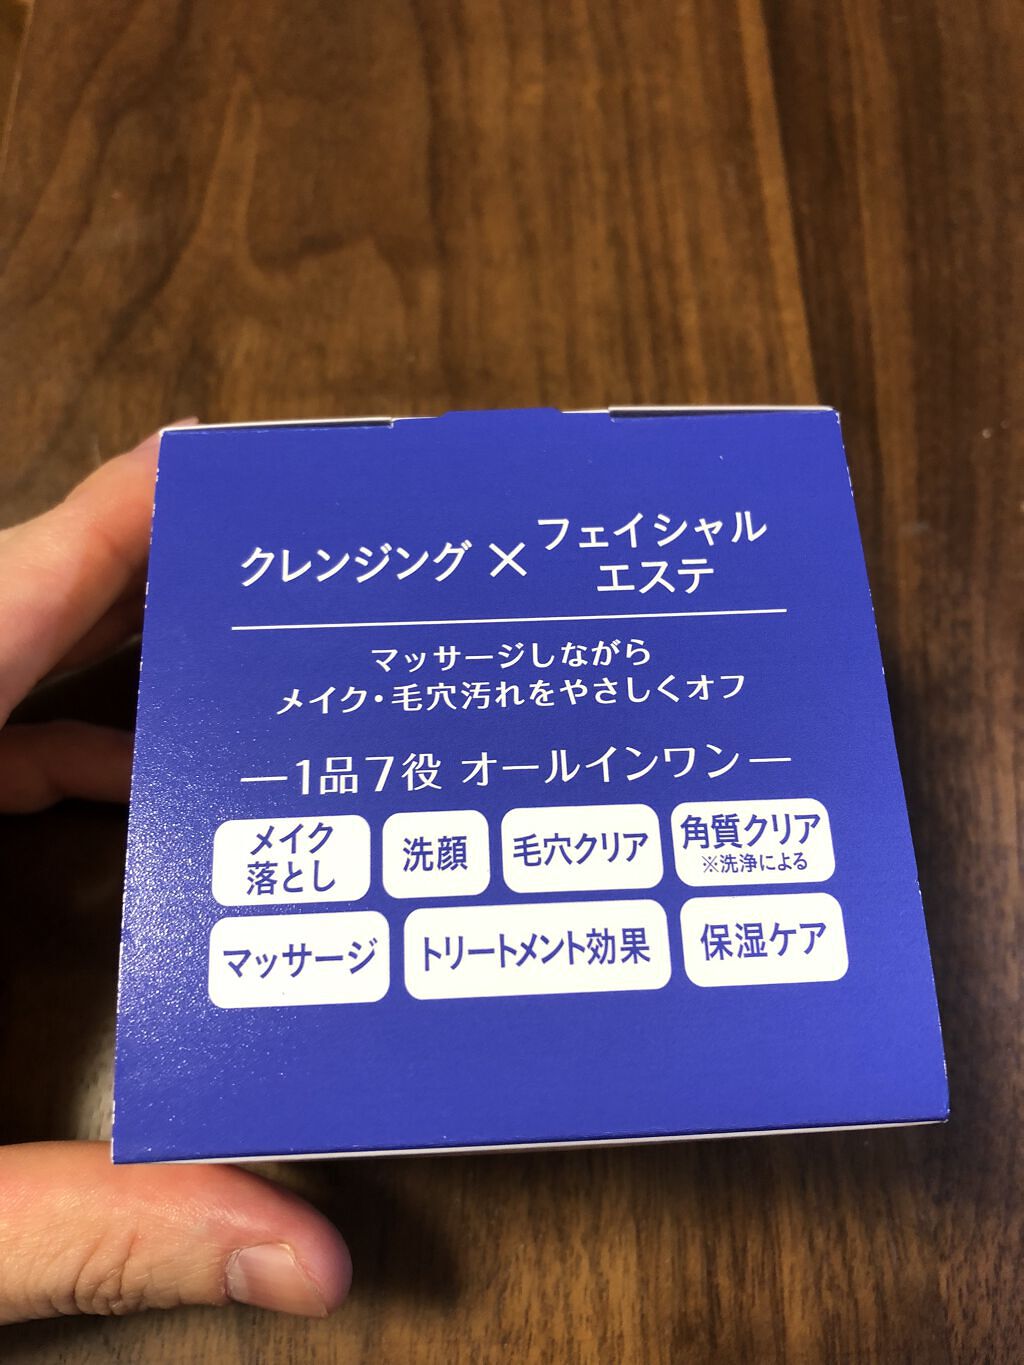 クレンジング×フェイシャル
エステ
マッサージしながら
メイク・毛穴汚れをやさしくオフ
―1品7役 オールインワン―
メイク
落とし
洗顔
毛穴クリア
角質クリア
※洗浄による
マッサージ
トリートメント効果
保湿ケア